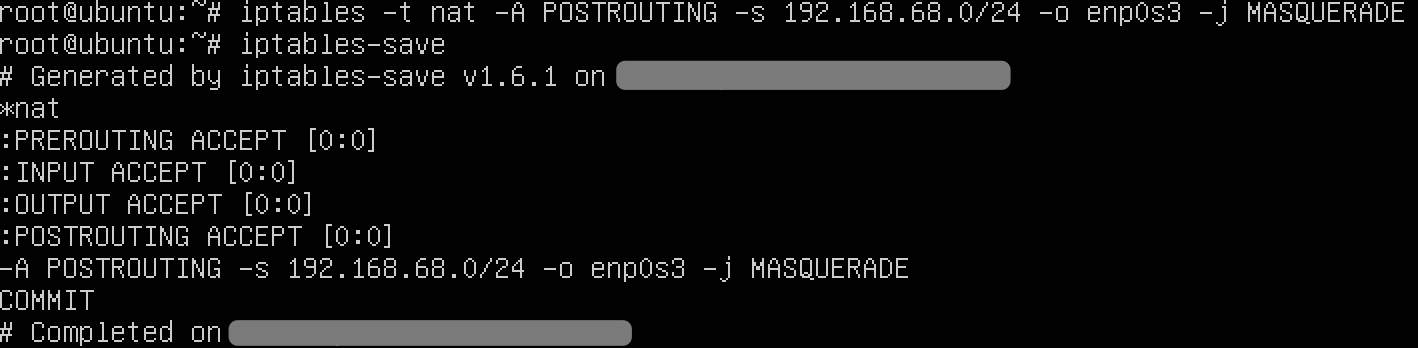 root@ubuntu:~# iptables -t nat -A POSTROUTING -s 192.168.68.0/24 -o enp0s3 -j MASQUERADE
root@ubuntu:~# iptables-save
# Generated by iptables-save v1.6.1 on
*nat
:PREROUTING ACCEPT [0:0]
:INPUT ACCEPT [0:0]
:OUTPUT ACCEPT [0:0]
:POSTROUTING ACCEPT [0:0]
-A POSTROUTING -s 192.168.68.0/24 -o enp0s3 -j MASQUERADE
COMMIT
# Completed on